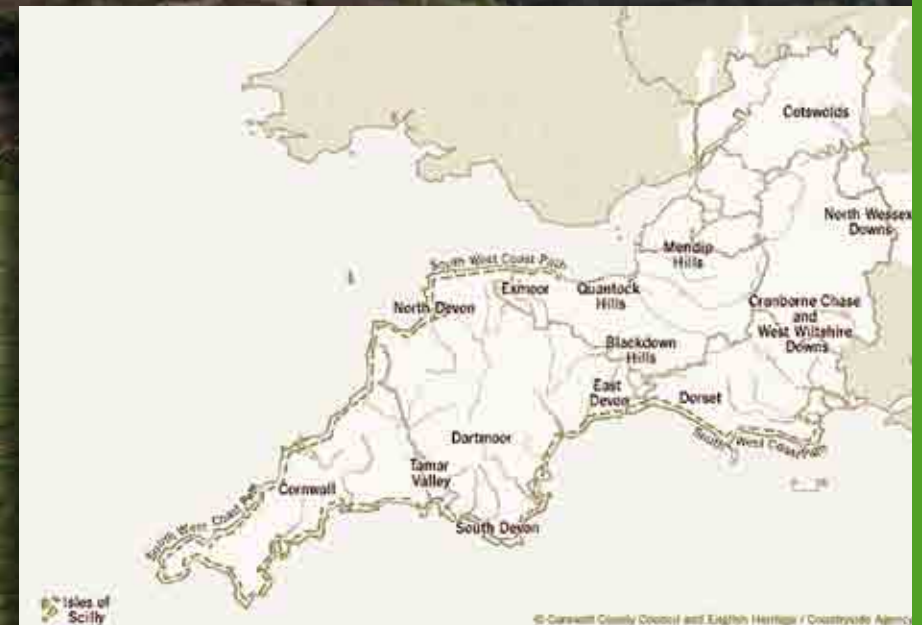 Cotswolds
North Wessex
Downs
Mendip
Hills
South West Coast Path
Exmoor
Quantock
Hills
North Devon
Cranborne Chase
and
West Wiltshire
Downs
Blackdown
Hills
East
Devon
Dorset
South West Coast Path
Dartmoor
Tamar
Valley
Cornwall
South West Coast Path
South Devon
Isles of
Scilly
County Council and English Heritage / Countryside Agency